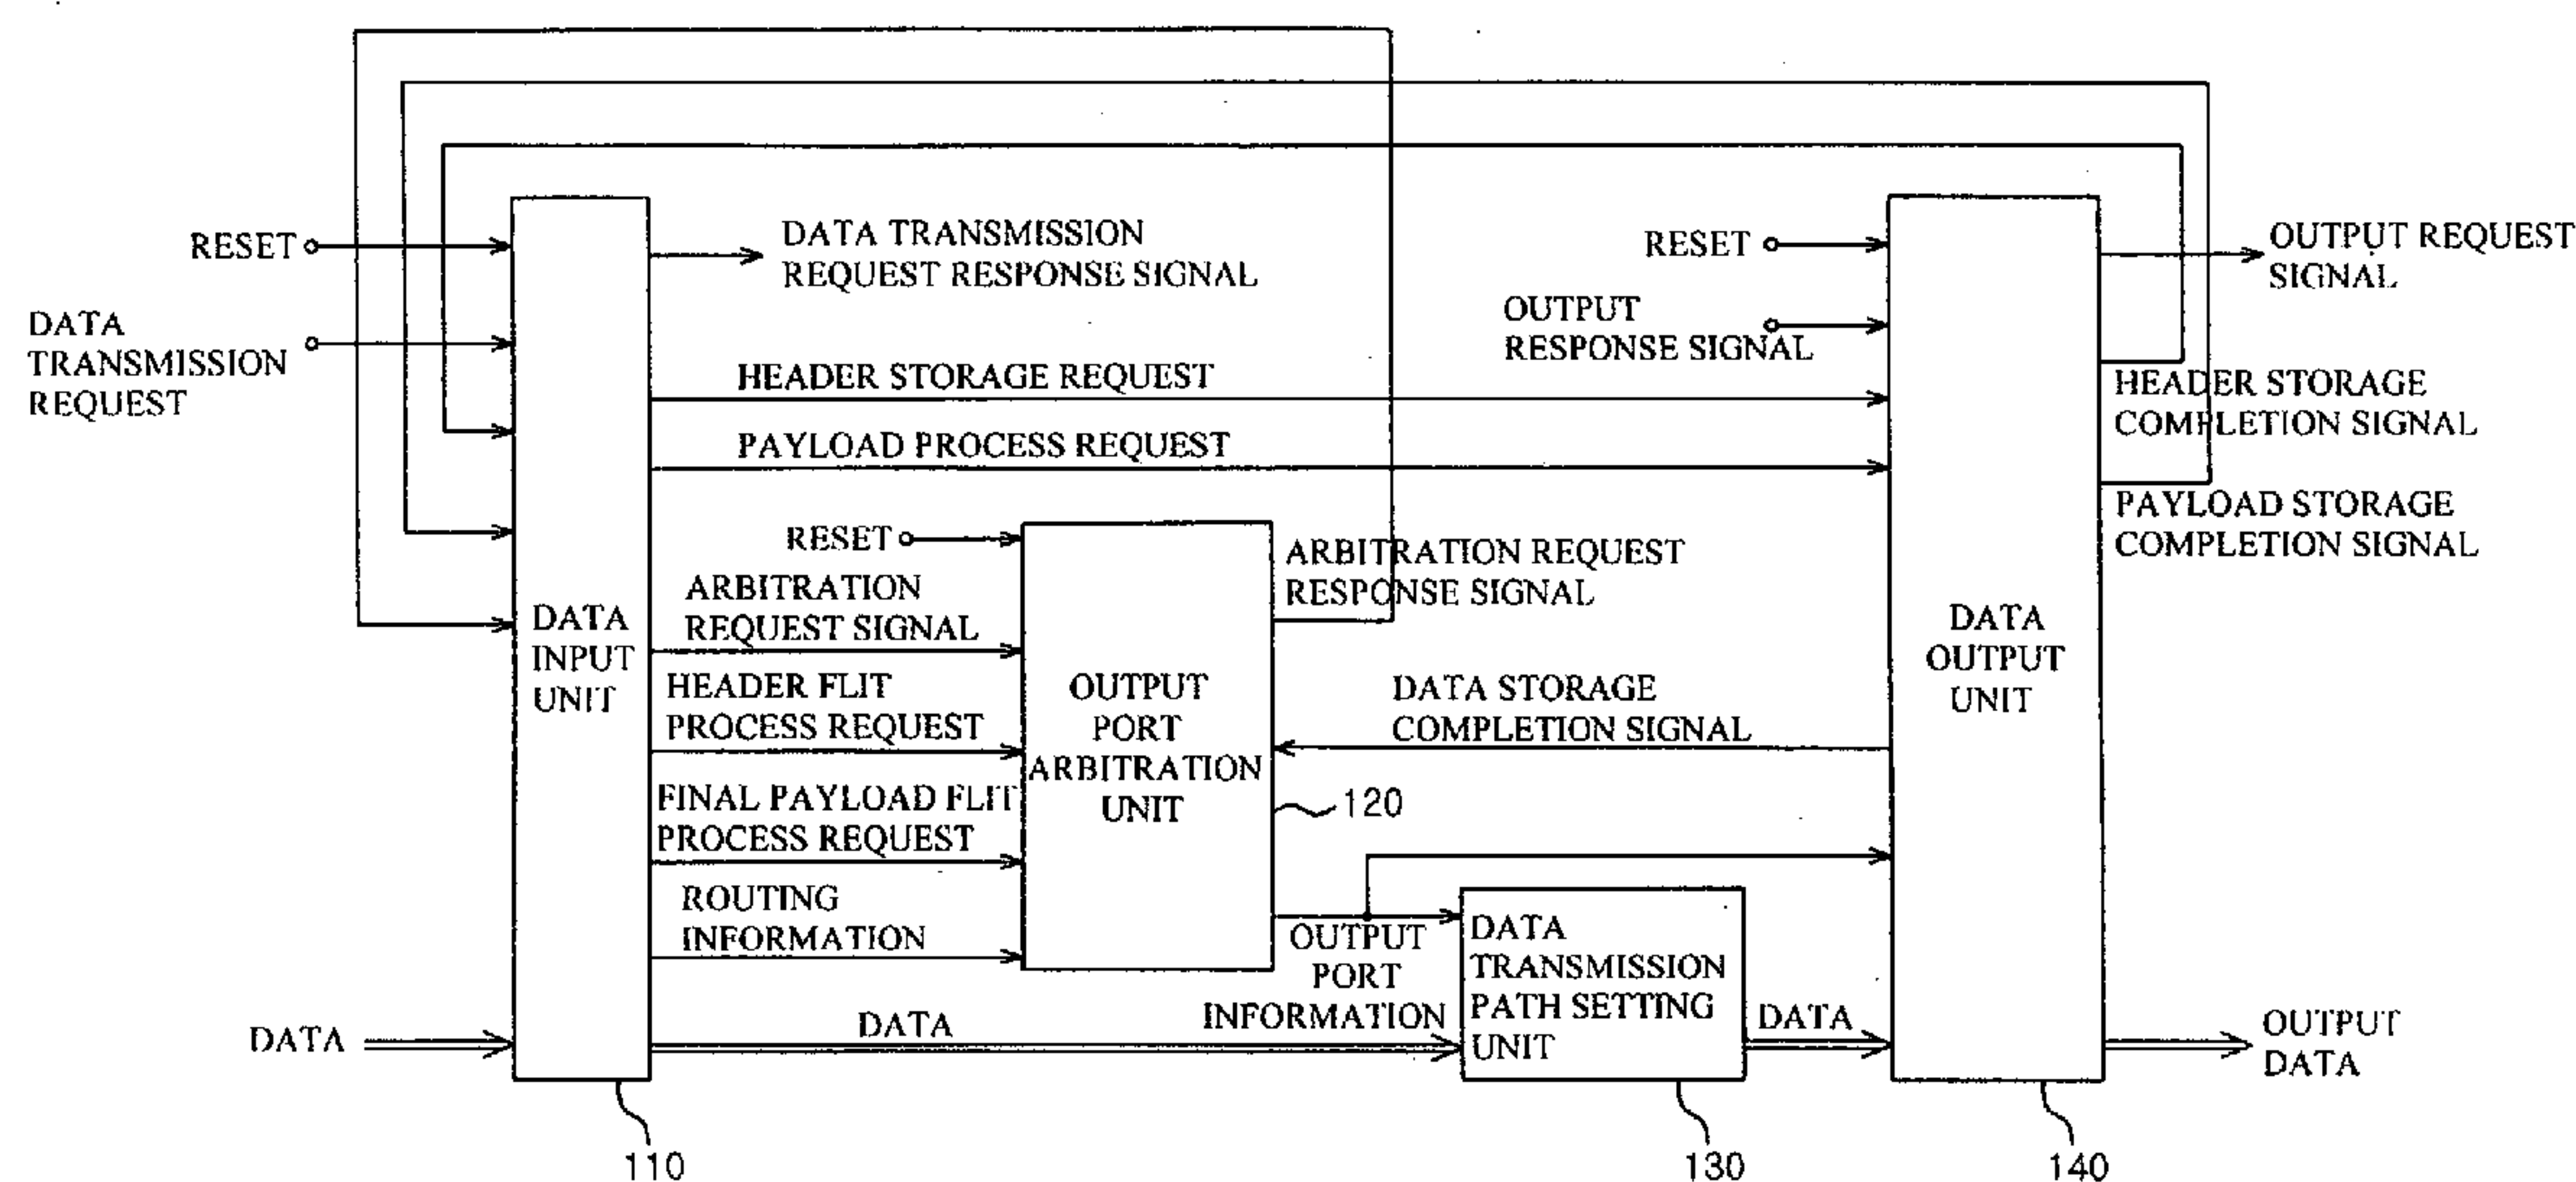 RESET
DATA
TRANSMISSION
REQUEST
DATA TRANSMISSION
REQUEST RESPONSE SIGNAL
RESET
OUTPUT
RESPONSE SIGNAL
OUTPUT REQUEST
SIGNAL
HEADER STORAGE REQUEST
PAYLOAD PROCESS REQUEST
HEADER STORAGE
COMPLETION SIGNAL
PAYLOAD STORAGE
COMPLETION SIGNAL
RESET
ARBITRATION
REQUEST SIGNAL
ARBITRATION REQUEST
RESPONSE SIGNAL
DATA
INPUT
UNIT
HEADER FLIT
PROCESS REQUEST
OUTPUT
PORT
ARBITRATION
UNIT
DATA STORAGE
COMPLETION SIGNAL
DATA
OUTPUT
UNIT
FINAL PAYLOAD FLIT
PROCESS REQUEST
120
ROUTING
INFORMATION
OUTPUT
PORT
INFORMATION
DATA
TRANSMISSION
PATH SETTING
UNIT
DATA
DATA
DATA
OUTPUT
DATA
110
130
140